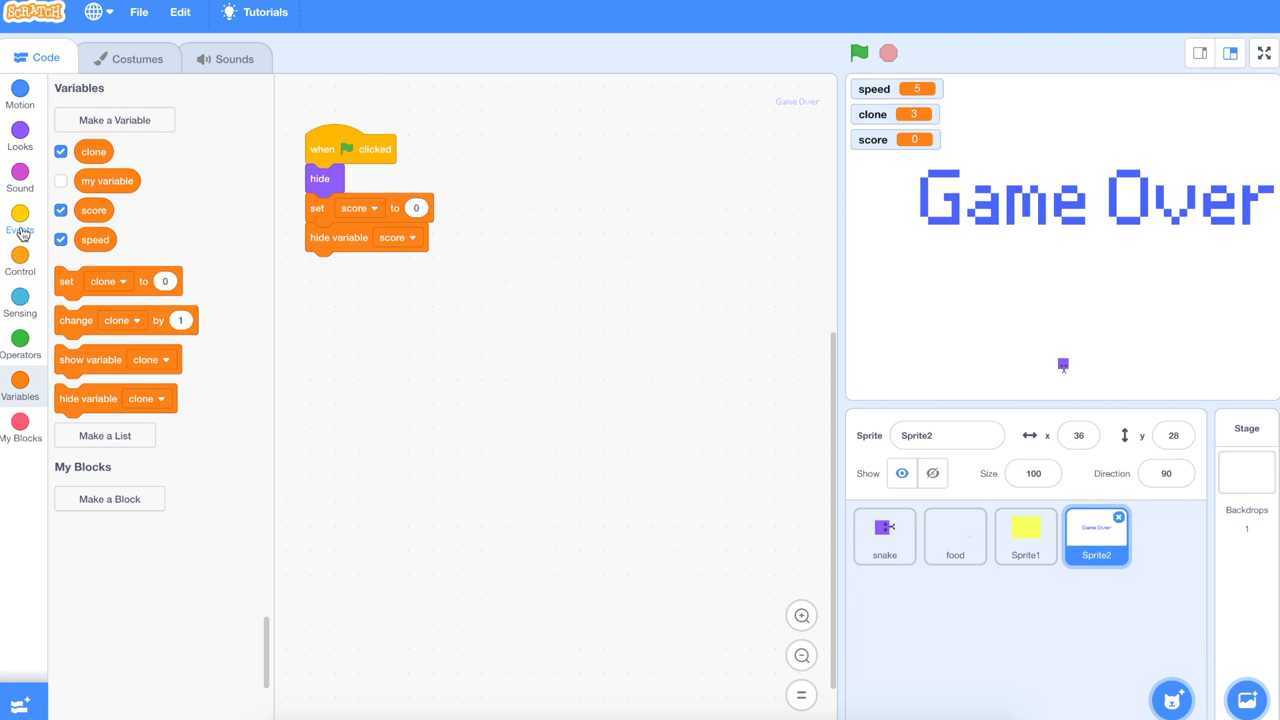 SCRATCH
File
Edit
Tutorials
Code
Costumes
Sounds
Motion
Looks
Sound
Events
Control
Sensing
Operators
Variables
My Blocks
Variables
Make a Variable
clone
my variable
score
speed
set clone to 0
change clone by 1
show variable clone
hide variable clone
Make a List
My Blocks
Make a Block
Game Over
when clicked
hide
set score to 0
hide variable score
speed 5
clone 3
score 0
Game Over
Sprite Sprite2 x 36 y 28
Show Size 100 Direction 90
snake
food
Sprite1
Game Over
Sprite2
Stage
Backdrops
1